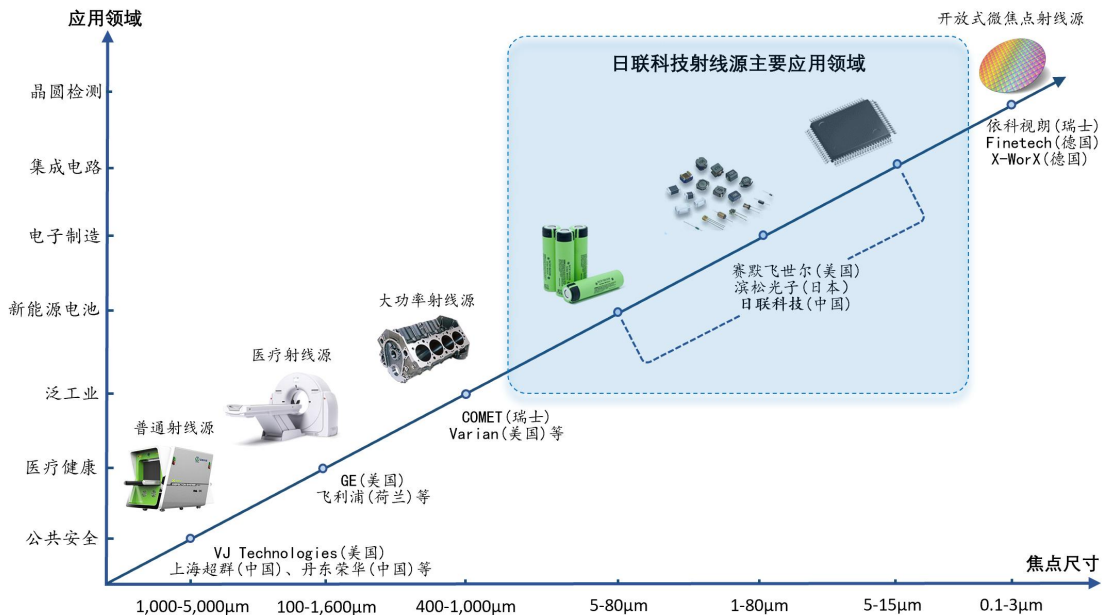 应用领域
开放式微焦点射线源
日联科技射线源主要应用领域
晶圆检测
依科视朗(瑞士)
Finetech(德国)
X-WorX(德国)
集成电路
电子制造
赛默飞世尔(美国)
滨松光子(日本)
日联科技(中国)
新能源电池
大功率射线源
医疗射线源
泛工业
COMET(瑞士)
Varian(美国)等
普通射线源
医疗健康
GE(美国)
飞利浦(荷兰)等
公共安全
VJ Technologies(美国)
上海超群(中国)、丹东荣华(中国)等
焦点尺寸
1,000-5,000μm
100-1,600μm
400-1,000μm
5-80μm
1-80μm
5-15μm
0.1-3μm